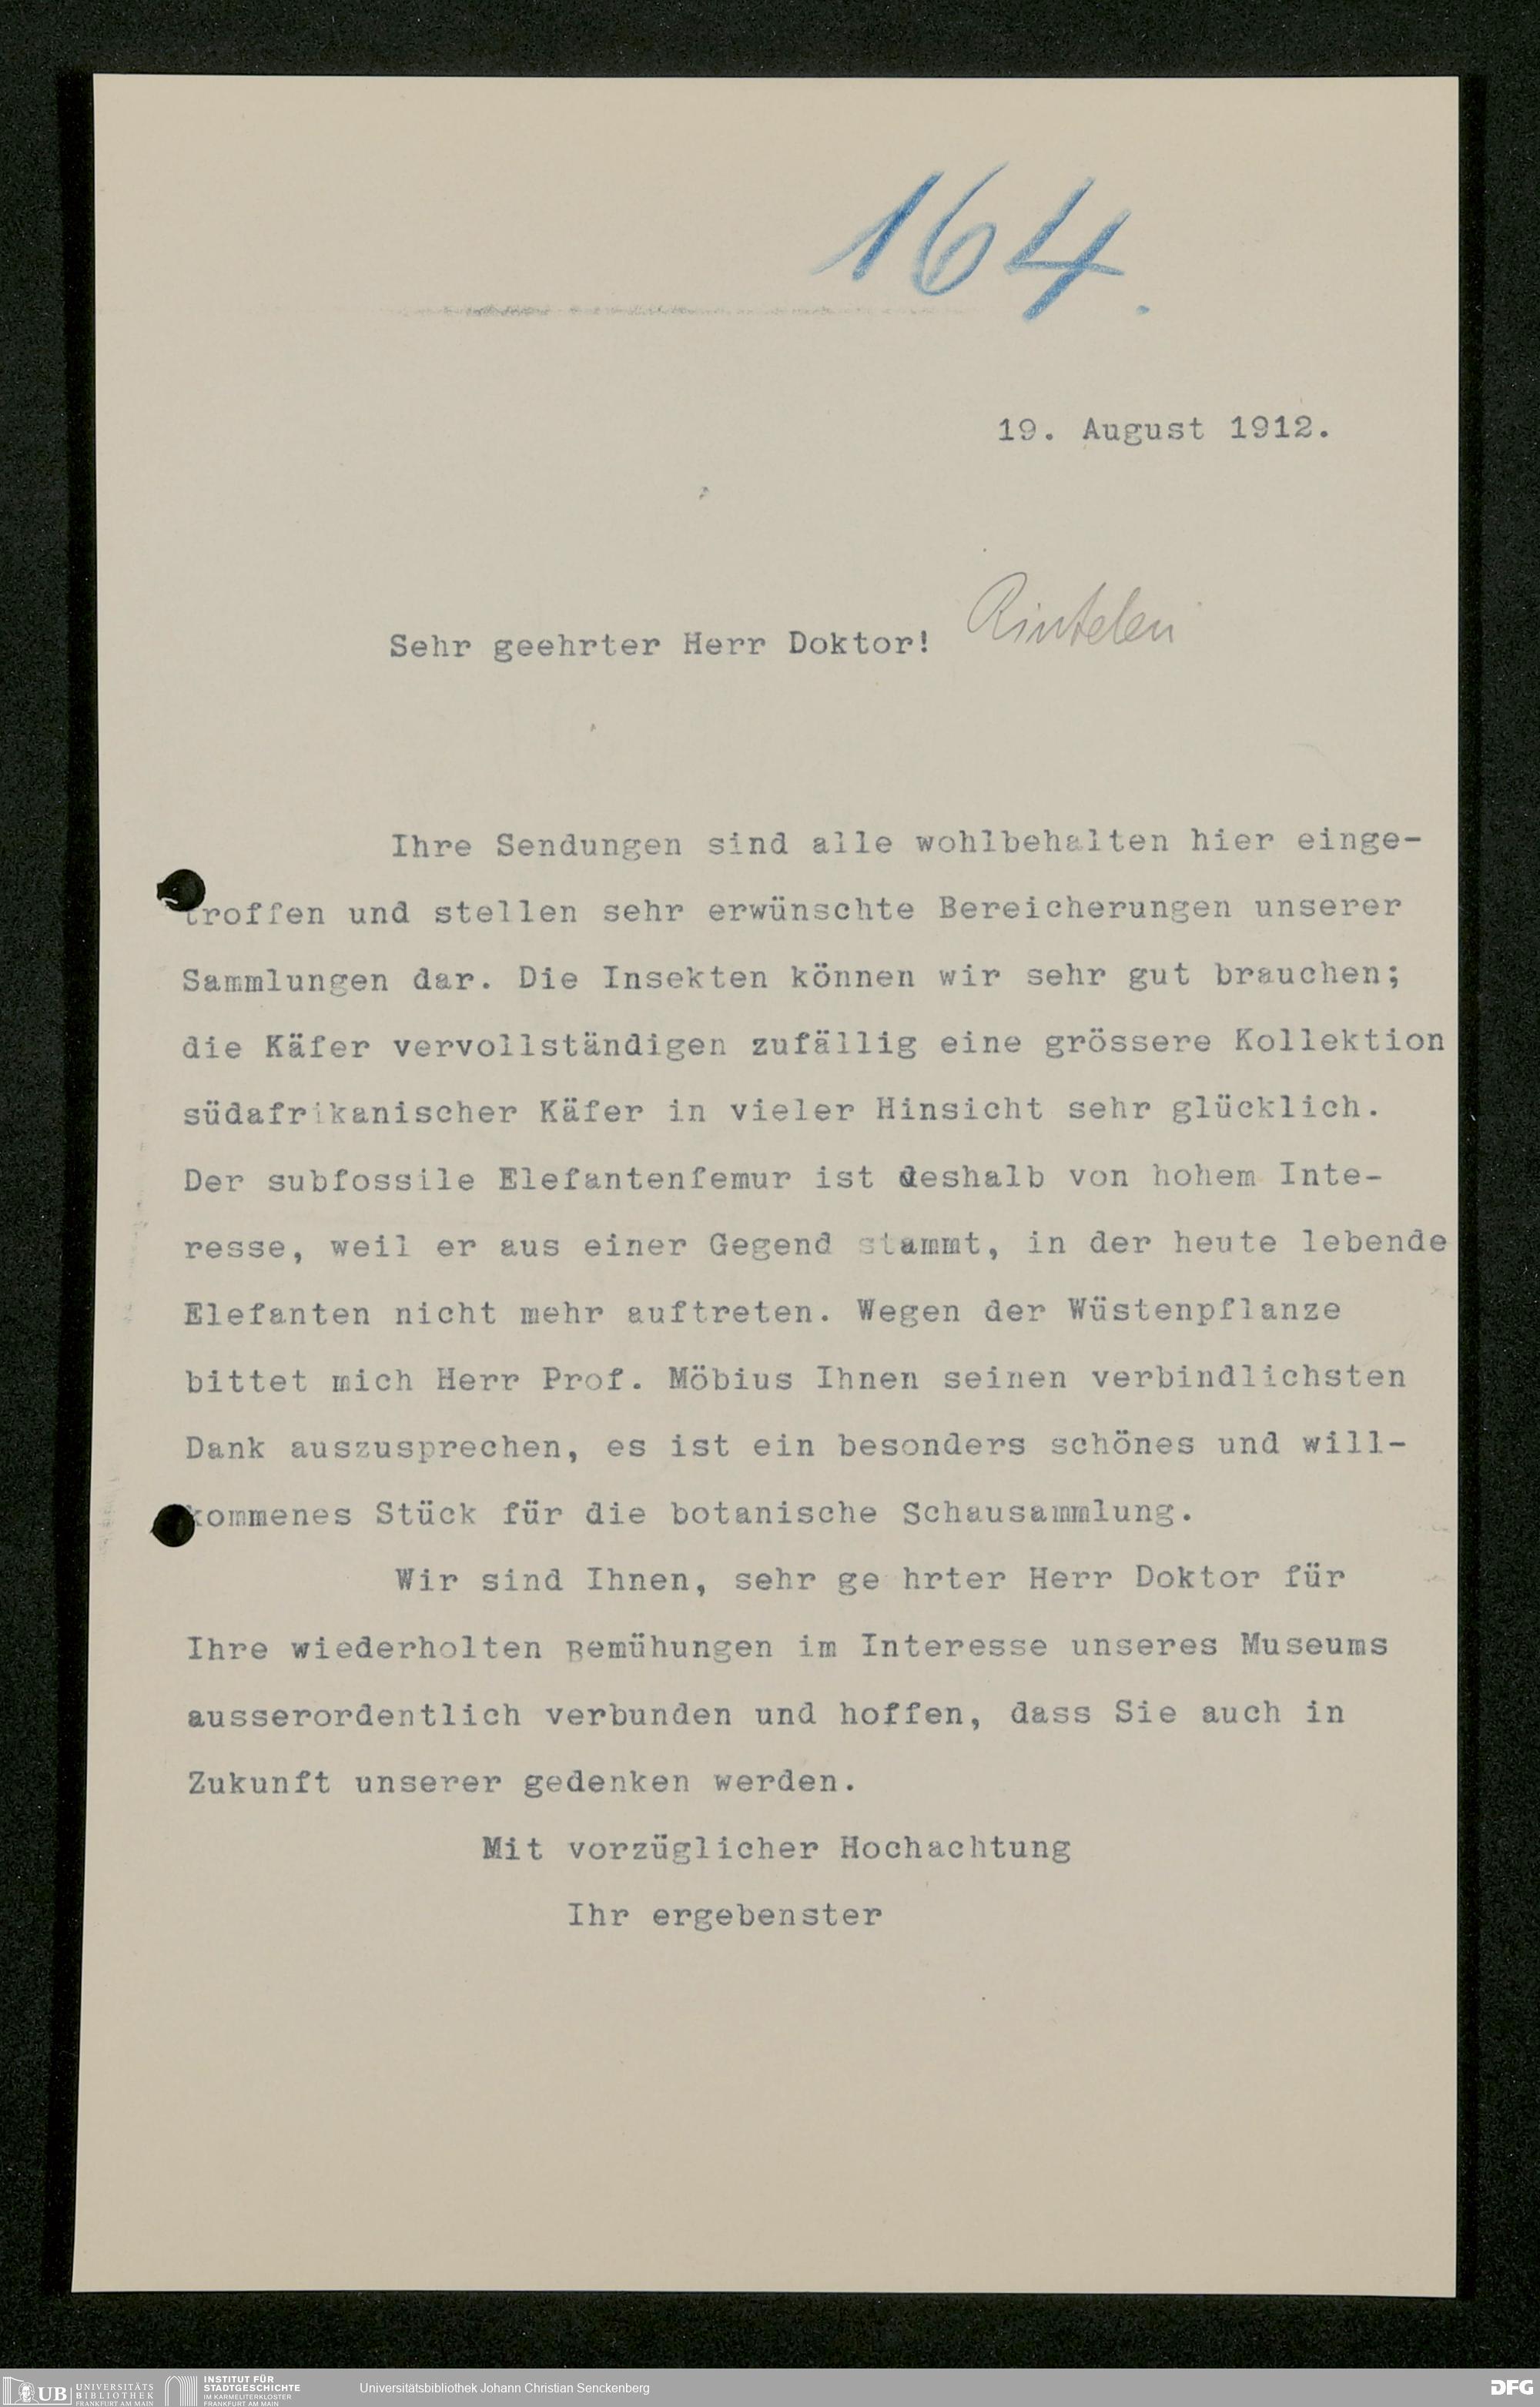 164.
19. August 1912.
Sehr geehrter Herr Doktor! Rintelen
Ihre Sendungen sind alle wohlbehalten hier einge-
troffen und stellen sehr erwünschte Bereicherungen unserer
Sammlungen dar. Die Insekten können wir sehr gut brauchen;
die Käfer vervollständigen zufällig eine grössere Kollektion
südafrikanischer Käfer in vieler Hinsicht sehr glücklich.
Der subfossile Elefantenfemur ist deshalb von hohem Inte-
resse, weil er aus einer Gegend stammt, in der heute lebende
Elefanten nicht mehr auftreten. Wegen der Wüstenpflanze
bittet mich Herr Prof. Möbius Ihnen seinen verbindlichsten
Dank auszusprechen, es ist ein besonders schönes und will-
kommenes Stück für die botanische Schausammlung.
Wir sind Ihnen, sehr ge hrter Herr Doktor für
Ihre wiederholten Bemühungen im Interesse unseres Museums
ausserordentlich verbunden und hoffen, dass Sie auch in
Zukunft unserer gedenken werden.
Mit vorzüglicher Hochachtung
Ihr ergebenster
UB UNIVERSITÄTS BIBLIOTHEK FRANKFURT AM MAIN
INSTITUT FÜR STADTGESCHICHTE IM KARMELITERKLOSTER FRANKFURT AM MAIN
Universitätsbibliothek Johann Christian Senckenberg
DFG